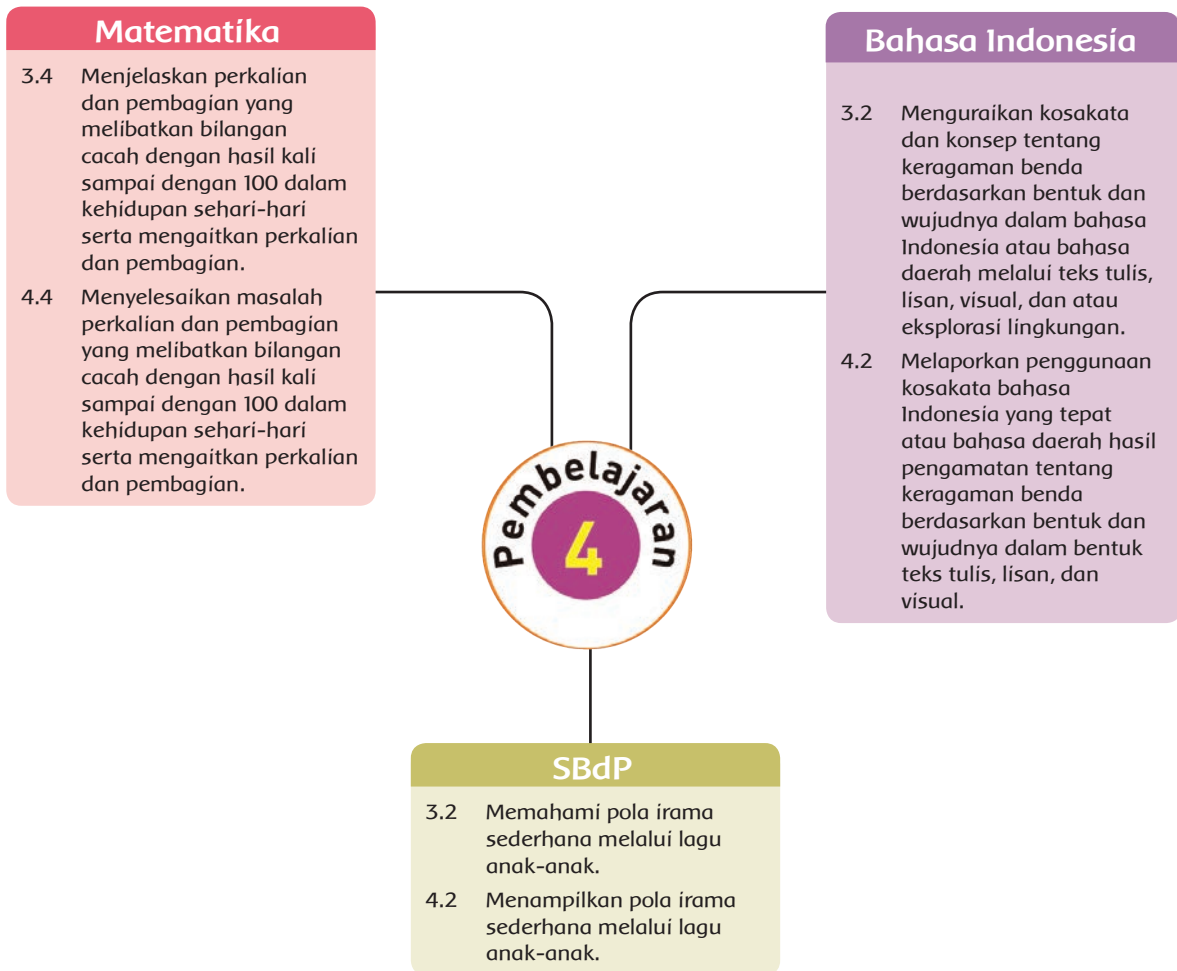 Matematika
3.4 Menjelaskan perkalian
dan pembagian yang
melibatkan bilangan
cacah dengan hasil kali
sampai dengan 100 dalam
kehidupan sehari-hari
serta mengaitkan perkalian
dan pembagian.
4.4 Menyelesaikan masalah
perkalian dan pembagian
yang melibatkan bilangan
cacah dengan hasil kali
sampai dengan 100 dalam
kehidupan sehari-hari
serta mengaitkan perkalian
dan pembagian.
Bahasa Indonesia
3.2 Menguraikan kosakata
dan konsep tentang
keragaman benda
berdasarkan bentuk dan
wujudnya dalam bahasa
Indonesia atau bahasa
daerah melalui teks tulis,
lisan, visual, dan atau
eksplorasi lingkungan.
4.2 Melaporkan penggunaan
kosakata bahasa
Indonesia yang tepat
atau bahasa daerah hasil
pengamatan tentang
keragaman benda
berdasarkan bentuk dan
wujudnya dalam bentuk
teks tulis, lisan, dan
visual.
Pembelajaran
4
SBdP
3.2 Memahami pola irama
sederhana melalui lagu
anak-anak.
4.2 Menampilkan pola irama
sederhana melalui lagu
anak-anak.